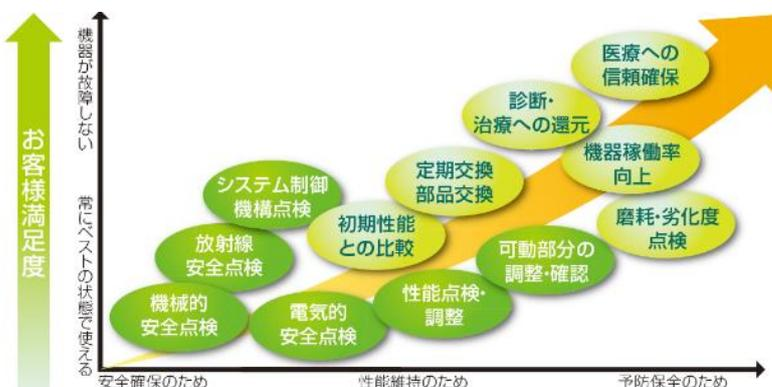 お客様満足度
機器が故障しない
常にベストの状態で使える
医療への
信頼確保
診断・
治療への還元
機器稼働率
向上
定期交換
部品交換
システム制御
機構点検
初期性能
との比較
磨耗・劣化度
点検
放射線
安全点検
可動部分の
調整・確認
機械的
安全点検
電気的
安全点検
性能点検・
調整
安全確保のため
性能維持のため
予防保全のため